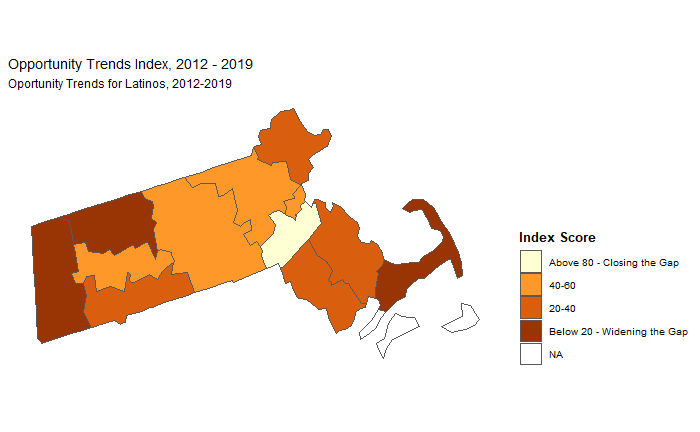 Opportunity Trends Index, 2012 - 2019
Oportunity Trends for Latinos, 2012-2019
Index Score
Above 80 - Closing the Gap
40-60
20-40
Below 20 - Widening the Gap
NA